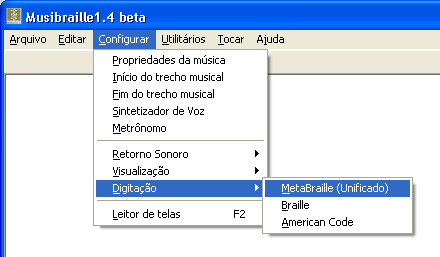 Musibraille1.4 beta
Arquivo Editar Configurar Utilitários Tocar Ajuda
Propriedades da música
Início do trecho musical
Fim do trecho musical
Sintetizador de Voz
Metrônomo
Retorno Sonoro
Visualização
Digitação
MetaBraille (Unificado)
Braille
American Code
Leitor de telas F2